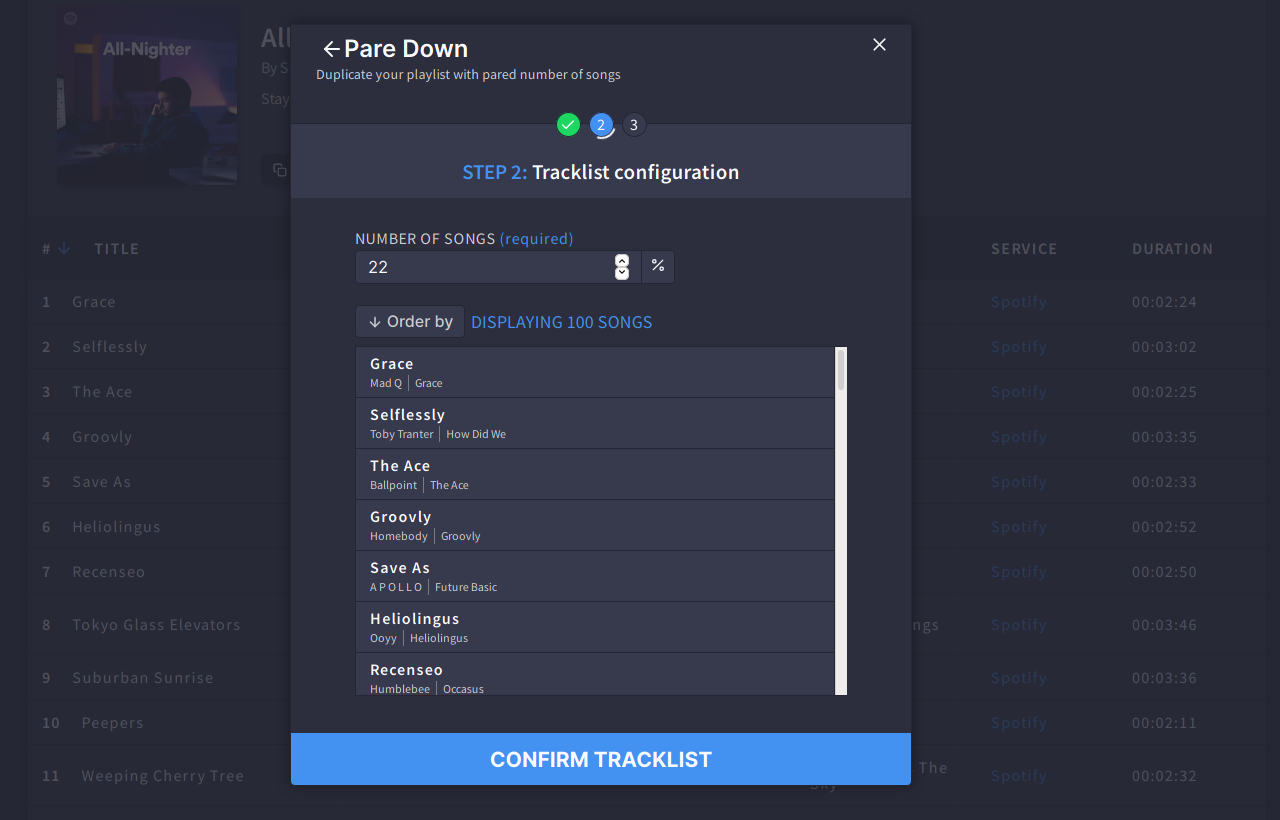 All-Nighter
All
By S
Stay
Pare Down
Duplicate your playlist with pared number of songs
2 3
STEP 2: Tracklist configuration
NUMBER OF SONGS (required)
22 %
Order by DISPLAYING 100 SONGS
Grace
Mad Q | Grace
Selflessly
Toby Tranter | How Did We
The Ace
Ballpoint | The Ace
Groovly
Homebody | Groovly
Save As
A P O L L O | Future Basic
Heliolingus
Ooyy | Heliolingus
Recenseo
Humblebee | Occasus
CONFIRM TRACKLIST
# TITLE SERVICE DURATION
1 Grace Spotify 00:02:24
2 Selflessly Spotify 00:03:02
3 The Ace Spotify 00:02:25
4 Groovly Spotify 00:03:35
5 Save As Spotify 00:02:33
6 Heliolingus Spotify 00:02:52
7 Recenseo Spotify 00:02:50
8 Tokyo Glass Elevators ngs Spotify 00:03:46
9 Suburban Sunrise Spotify 00:03:36
10 Peepers Spotify 00:02:11
11 Weeping Cherry Tree The Spotify 00:02:32
Sky